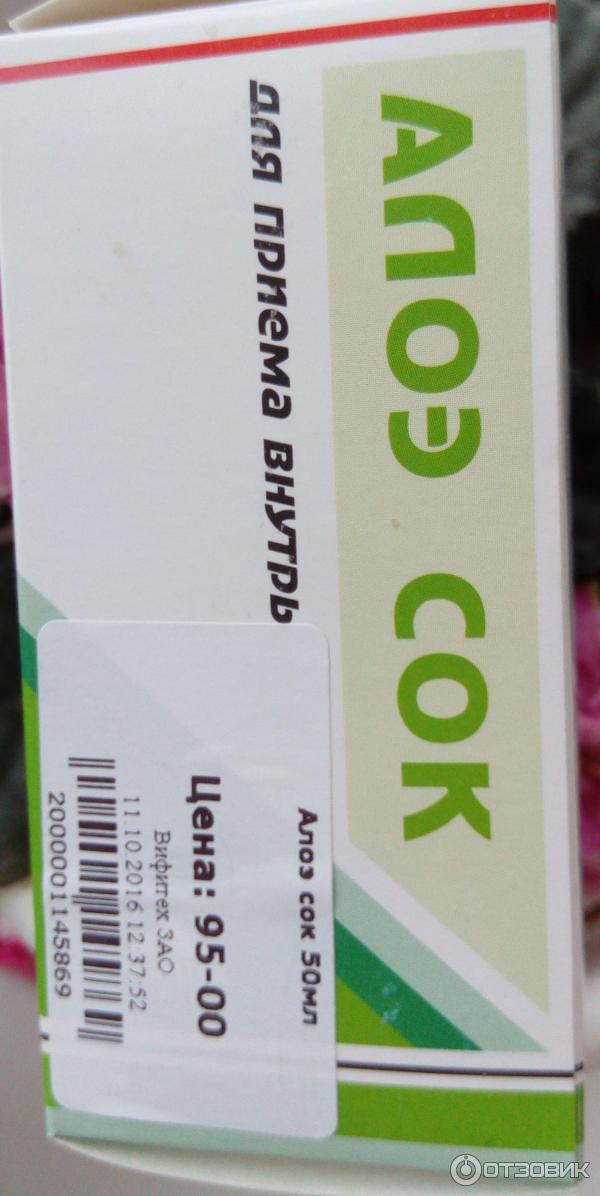 АЛОЭ СОК
для приема внутрь
Алоэ сок 50мл
Цена: 95-00
Вифитех ЗАО
11.10.2016 12:37:52
2000001145869
ОТЗОВИК